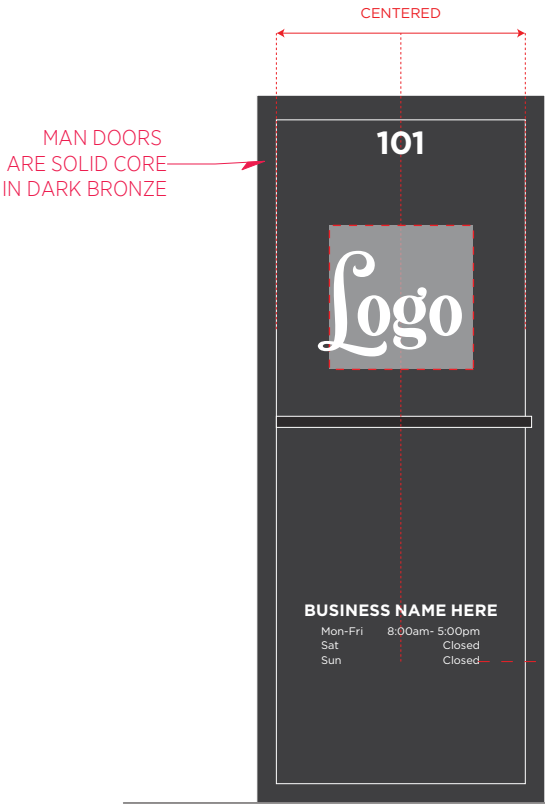 CENTERED
MAN DOORS
ARE SOLID CORE
IN DARK BRONZE
101
Logo
BUSINESS NAME HERE
Mon-Fri 8:00am- 5:00pm
Sat Closed
Sun Closed